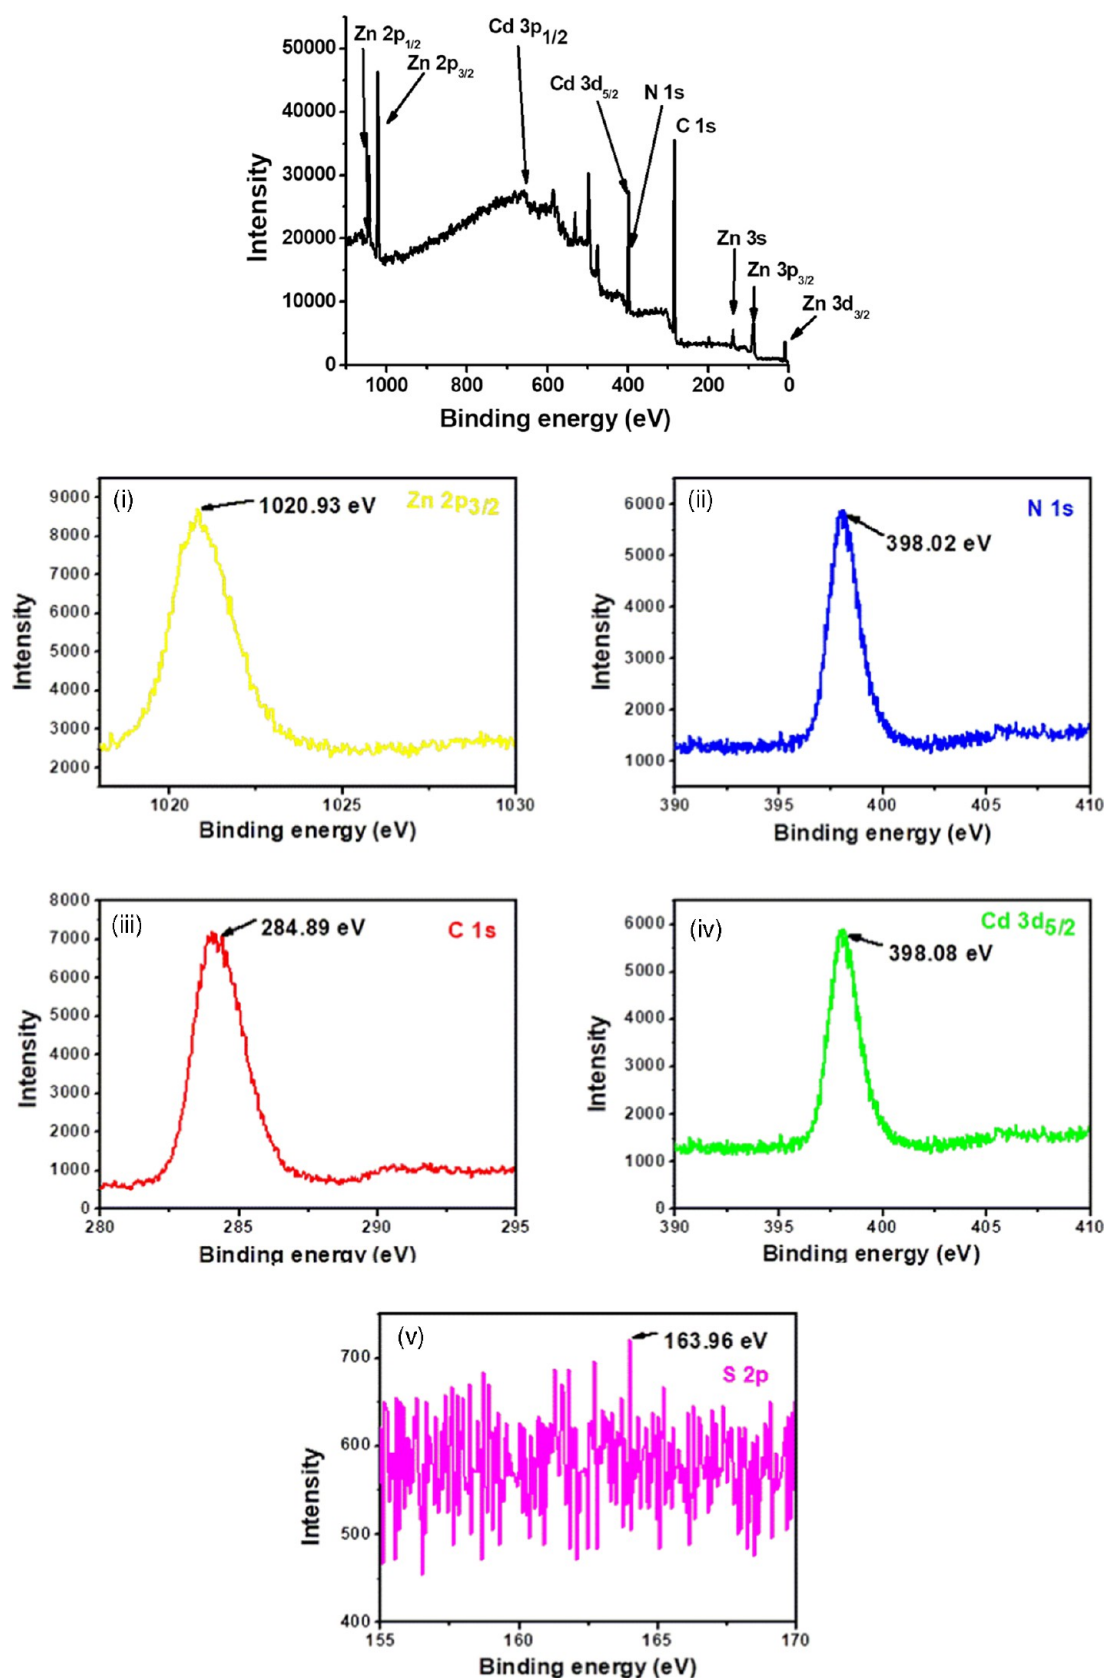 Zn 2p1/2
Zn 2p3/2
Cd 3p1/2
Cd 3d5/2
N 1s
C 1s
Zn 3s
Zn 3p3/2
Zn 3d3/2
50000
40000
30000
20000
10000
0
Intensity
1000 800 600 400 200 0
Binding energy (eV)
(i)
1020.93 eV
Zn 2p3/2
9000
8000
7000
6000
5000
4000
3000
2000
Intensity
1020 1025 1030
Binding energy (eV)
(ii)
N 1s
398.02 eV
6000
5000
4000
3000
2000
1000
Intensity
390 395 400 405 410
Binding energy (eV)
(iii)
284.89 eV
C 1s
8000
7000
6000
5000
4000
3000
2000
1000
0
Intensity
280 285 290 295
Binding energy (eV)
(iv)
Cd 3d5/2
398.08 eV
6000
5000
4000
3000
2000
1000
0
Intensity
390 395 400 405 410
Binding energy (eV)
(v)
163.96 eV
S 2p
700
600
500
400
Intensity
155 160 165 170
Binding energy (eV)